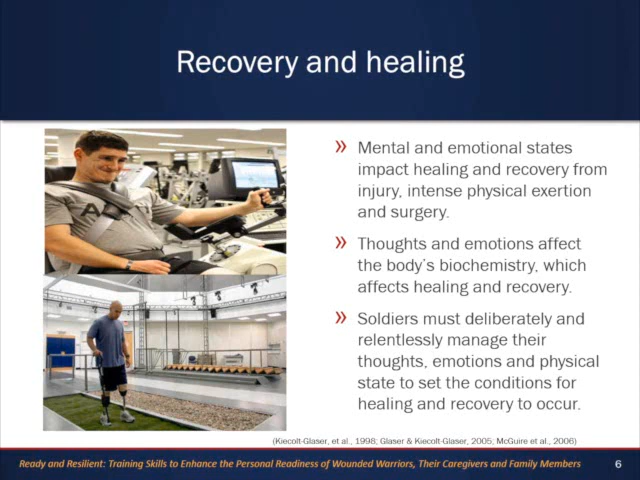 Recovery and healing
» Mental and emotional states
impact healing and recovery from
injury, intense physical exertion
and surgery.
» Thoughts and emotions affect
the body's biochemistry, which
affects healing and recovery.
» Soldiers must deliberately and
relentlessly manage their
thoughts, emotions and physical
state to set the conditions for
healing and recovery to occur.
(Kiecolt-Glaser, et al., 1998; Glaser & Kiecolt-Glaser, 2005; McGuire et al., 2006)
Ready and Resilient: Training Skills to Enhance the Personal Readiness of Wounded Warriors, Their Caregivers and Family Members
6